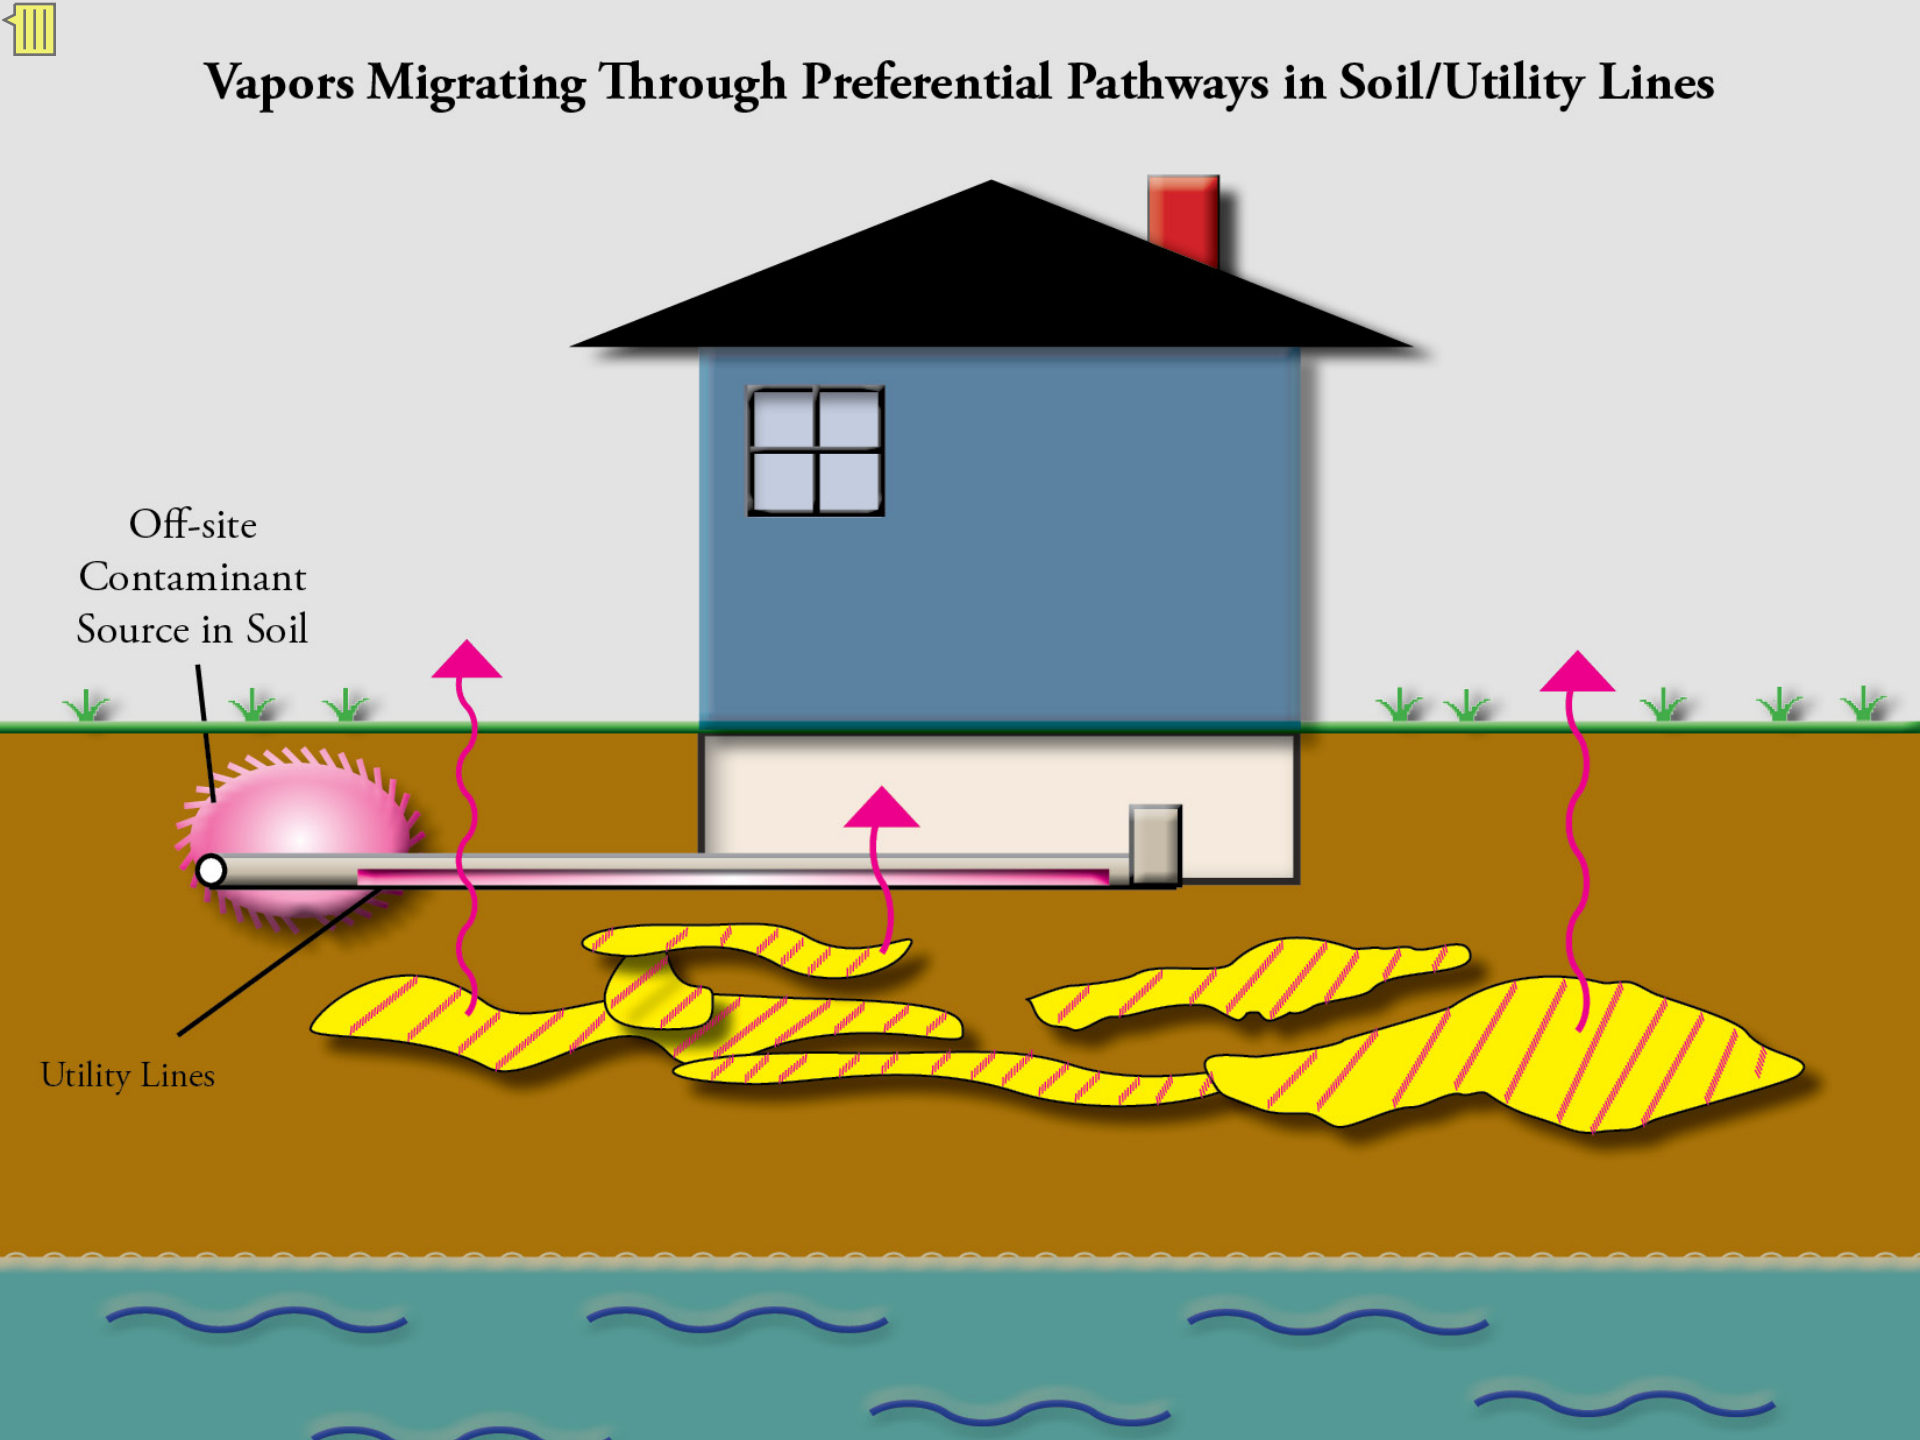 Vapors Migrating Through Preferential Pathways in Soil/Utility Lines
Off-site
Contaminant
Source in Soil
Utility Lines